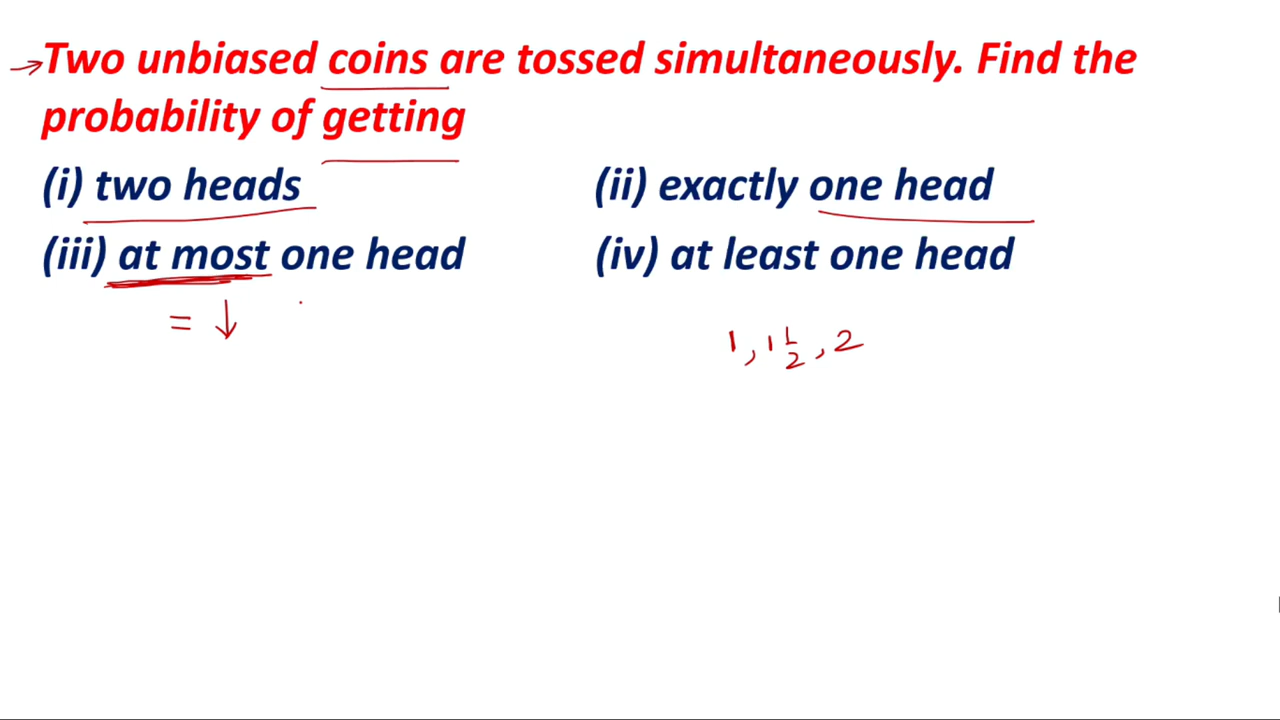 Two unbiased coins are tossed simultaneously. Find the
probability of getting
(i) two heads (ii) exactly one head
(iii) at most one head (iv) at least one head
= ↓
1, 1 1/2, 2